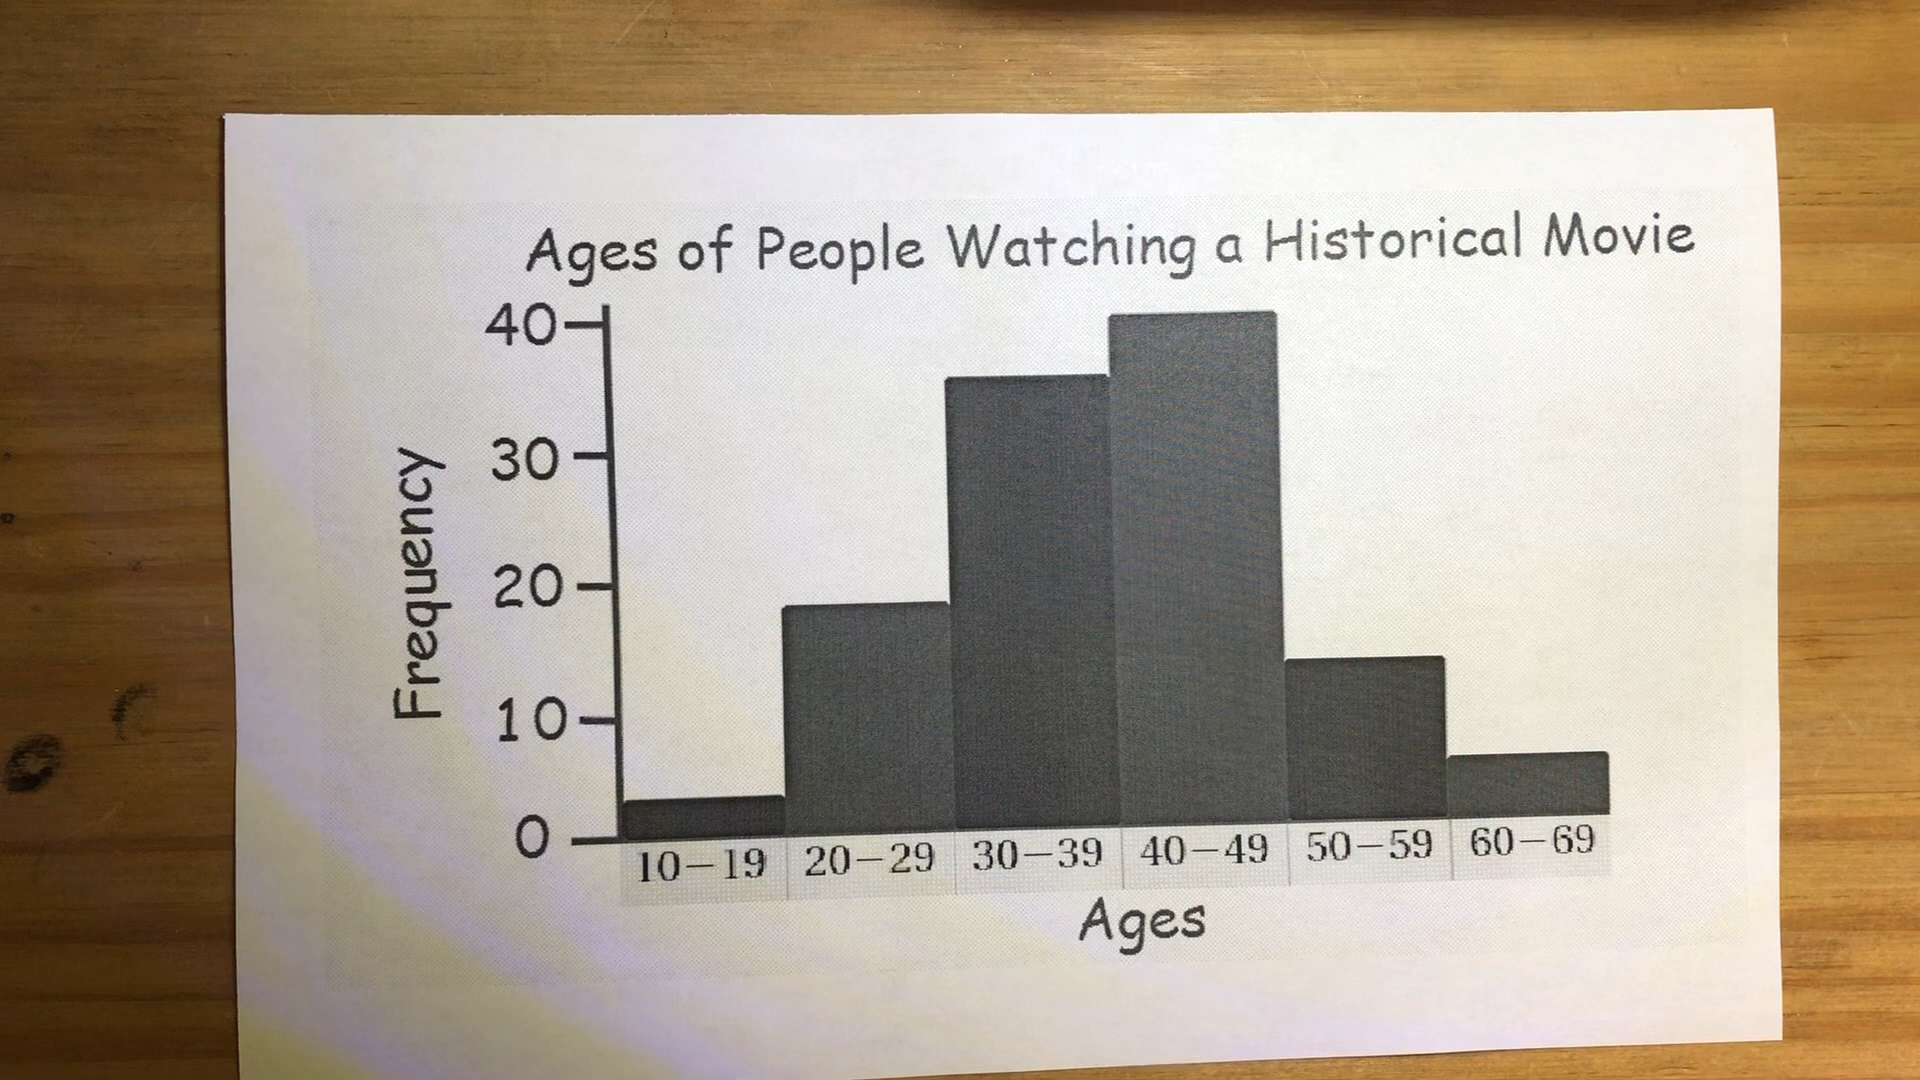 Ages of People Watching a Historical Movie
40
30
20
10
0
Frequency
10−19 20−29 30−39 40−49 50−59 60−69
Ages